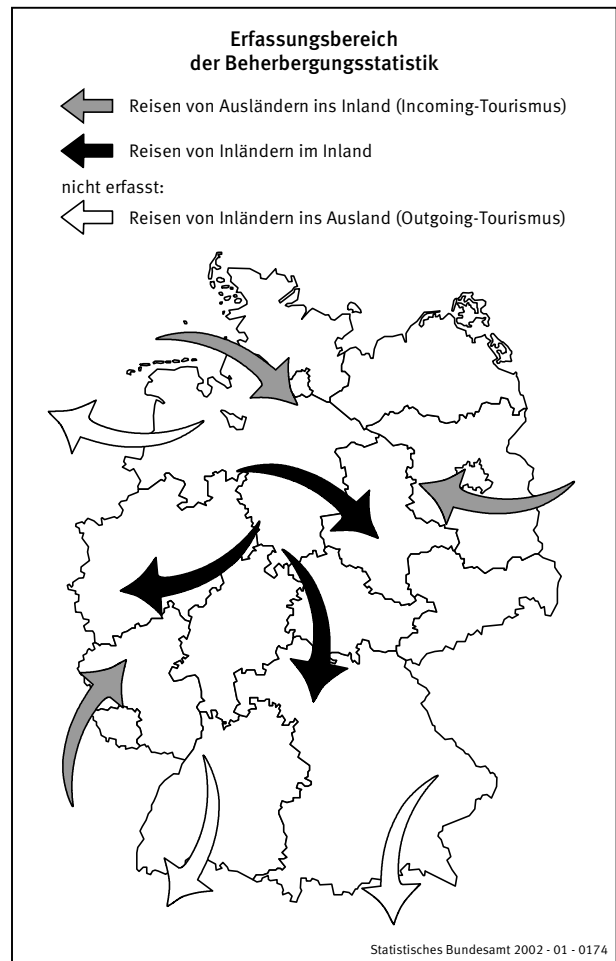 Erfassungsbereich
der Beherbergungsstatistik
Reisen von Ausländern ins Inland (Incoming-Tourismus)
Reisen von Inländern im Inland
nicht erfasst:
Reisen von Inländern ins Ausland (Outgoing-Tourismus)
Statistisches Bundesamt 2002 - 01 - 0174